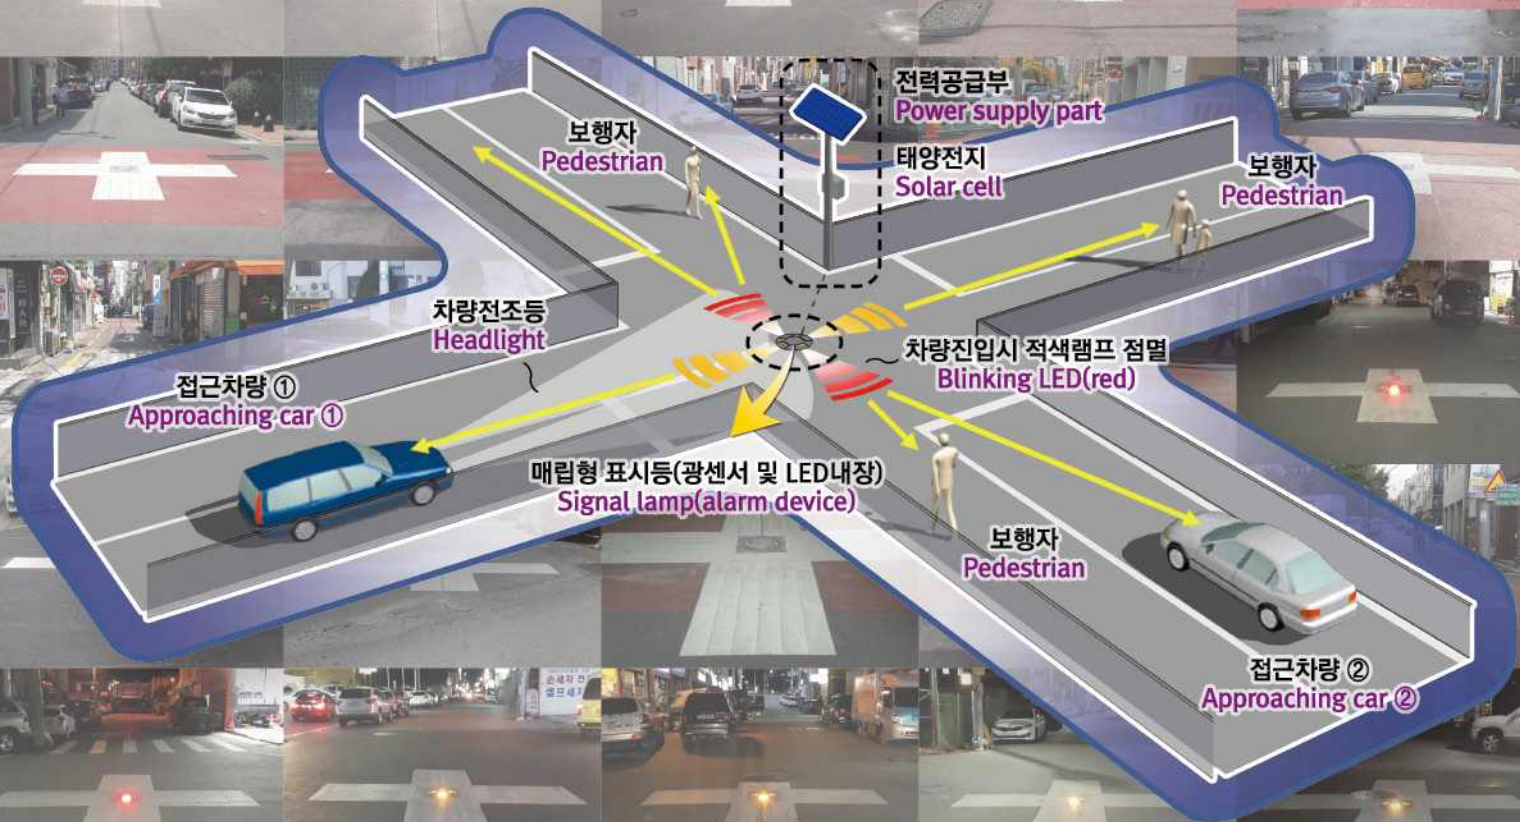 전력공급부
Power supply part
태양전지
Solar cell
보행자
Pedestrian
보행자
Pedestrian
차량전조등
Headlight
차량진입시 적색램프 점멸
Blinking LED(red)
접근차량 ①
Approaching car ①
매립형 표시등(광센서 및 LED내장)
Signal lamp(alarm device)
보행자
Pedestrian
접근차량 ②
Approaching car ②